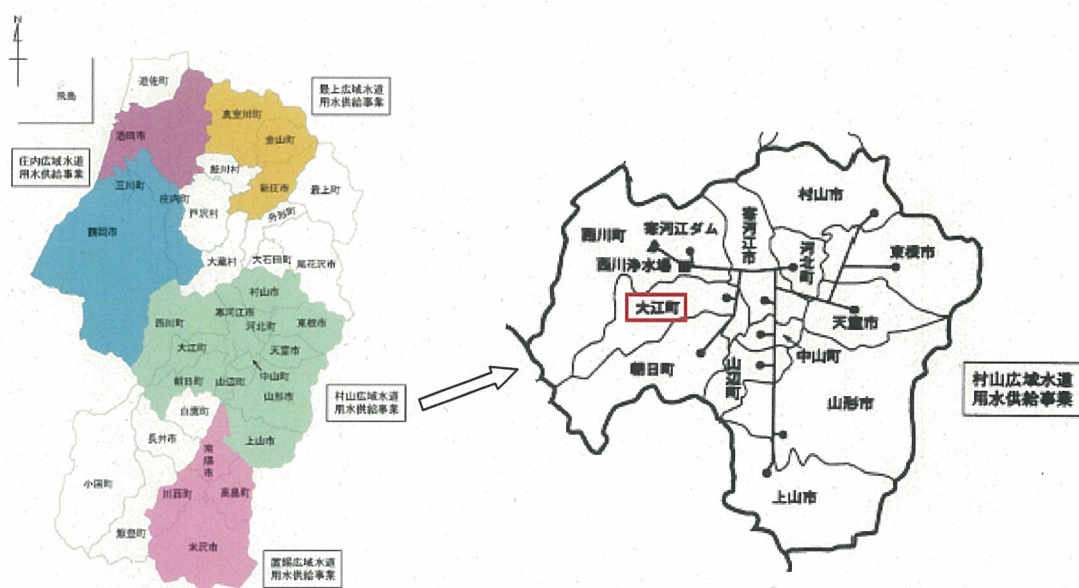 N
飛島
遊佐町
最上広域水道
用水供給事業
真室川町
金山町
酒田市
庄内広域水道
用水供給事業
鮭川村
最上町
三川町
庄内町
新庄市
戸沢村
舟形町
鶴岡市
大蔵村
大石田町
尾花沢市
村山市
寒河江市
西川町
河北町
東根市
大江町
天童市
中山町
朝日町
山辺町
山形市
村山広域水道
用水供給事業
白鷹町
長井市
上山市
南陽市
小国町
川西町
高畠町
飯豊町
米沢市
置賜広域水道
用水供給事業
村山市
寒河江市
西川町
寒河江ダム
河北町
東根市
西川浄水場
大江町
天童市
中山町
朝日町
山辺町
山形市
村山広域水道
用水供給事業
上山市